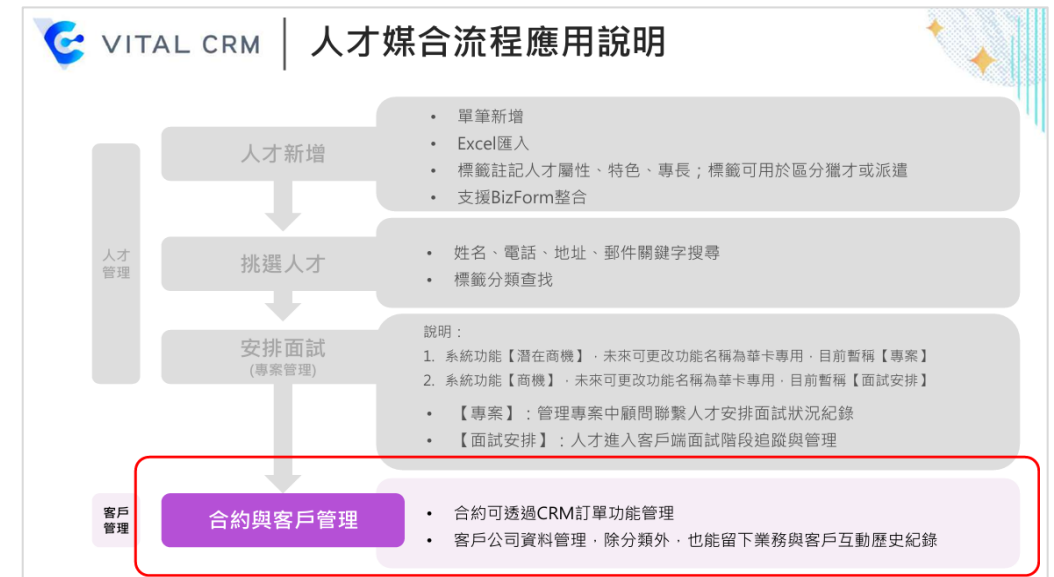 VITAL CRM
人才媒合流程應用說明
人才新增
• 單筆新增
• Excel匯入
• 標籤註記人才屬性、特色、專長；標籤可用於區分獵才或派遣
• 支援BizForm整合
人才
管理
挑選人才
• 姓名、電話、地址、郵件關鍵字搜尋
• 標籤分類查找
安排面試
(專案管理)
說明：
1. 系統功能【潛在商機】，未來可更改功能名稱為華卡專用，目前暫稱【專案】
2. 系統功能【商機】，未來可更改功能名稱為華卡專用，目前暫稱【面試安排】
• 【專案】：管理專案中顧問聯繫人才安排面試狀況紀錄
• 【面試安排】：人才進入客戶端面試階段追蹤與管理
客戶
管理
合約與客戶管理
• 合約可透過CRM訂單功能管理
• 客戶公司資料管理，除分類外，也能留下業務與客戶互動歷史紀錄